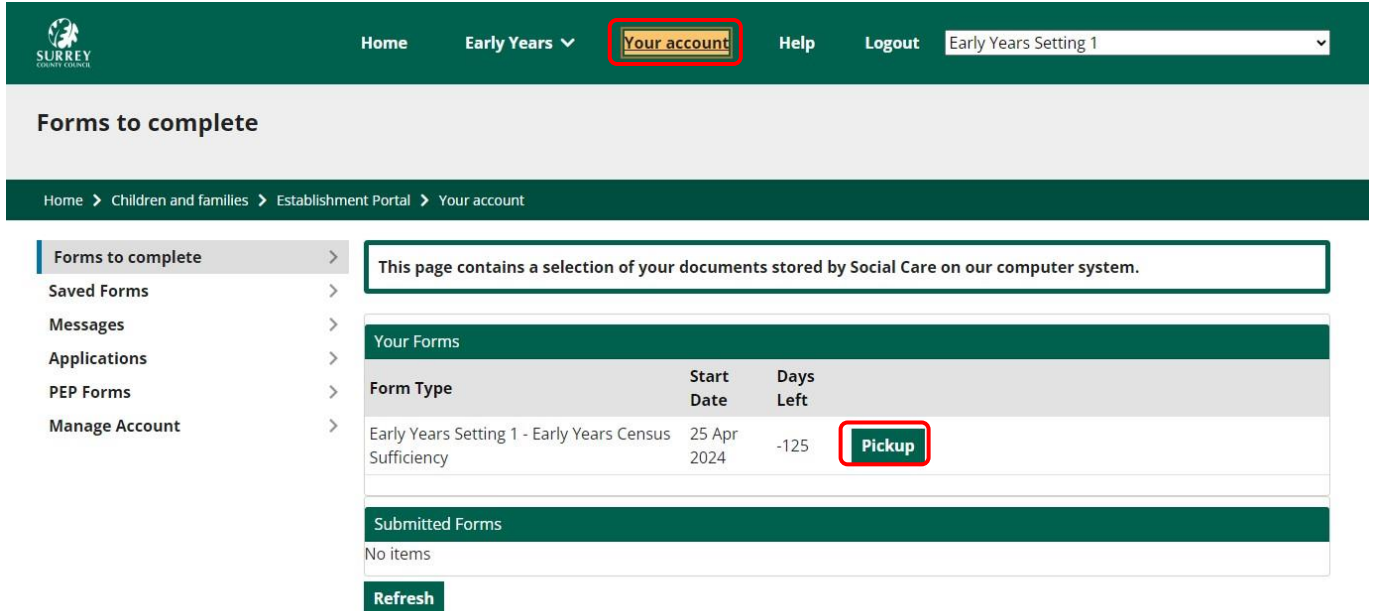 SURREY
COUNTY COUNCIL
Home Early Years Your account Help Logout Early Years Setting 1
Forms to complete
Home Children and families Establishment Portal Your account
Forms to complete
Saved Forms
Messages
Applications
PEP Forms
Manage Account
This page contains a selection of your documents stored by Social Care on our computer system.
Your Forms
Form Type Start Date Days Left
Early Years Setting 1 - Early Years Census 25 Apr -125 Pickup
Sufficiency 2024
Submitted Forms
No items
Refresh